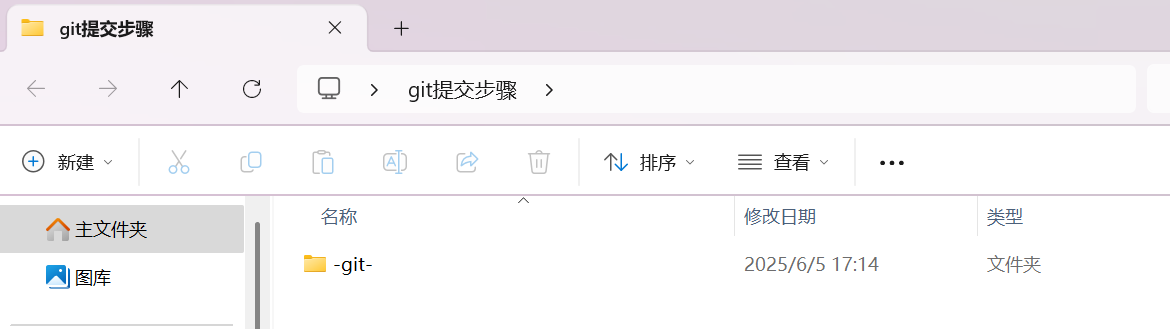 git提交步骤
git提交步骤
新建
排序
查看
主文件夹
图库
名称 修改日期 类型
-git- 2025/6/5 17:14 文件夹